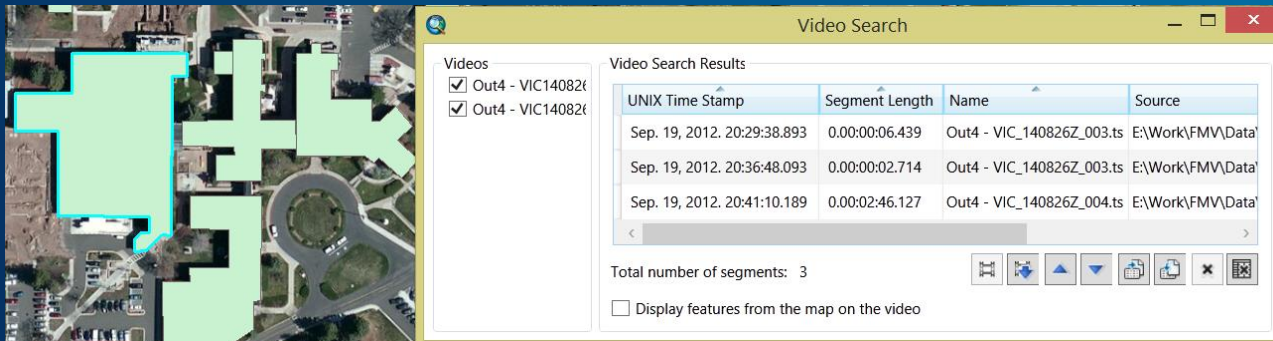 Video Search
Videos
Out4 - VIC140826
Out4 - VIC140826
Video Search Results
UNIX Time Stamp Segment Length Name Source
Sep. 19, 2012. 20:29:38.893 0.00:00:06.439 Out4 - VIC_140826Z_003.ts E:\Work\FMV\Data\
Sep. 19, 2012. 20:36:48.093 0.00:00:02.714 Out4 - VIC_140826Z_003.ts E:\Work\FMV\Data\
Sep. 19, 2012. 20:41:10.189 0.00:02:46.127 Out4 - VIC_140826Z_004.ts E:\Work\FMV\Data\
Total number of segments: 3
Display features from the map on the video